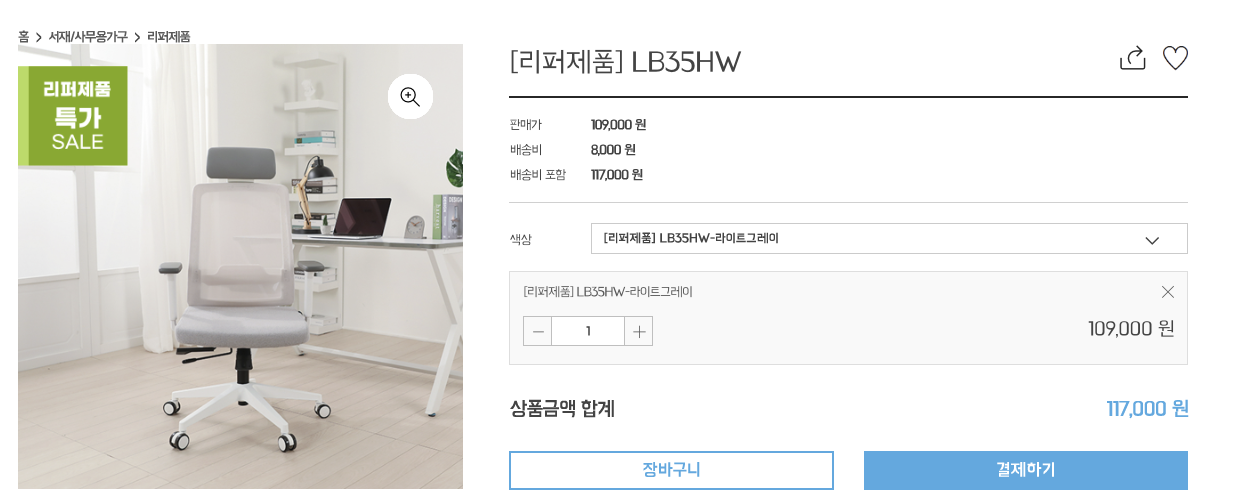 홈 > 서재/사무용가구 > 리퍼제품
리퍼제품
특가
SALE
[리퍼제품] LB35HW
판매가 109,000 원
배송비 8,000 원
배송비 포함 117,000 원
색상 [리퍼제품] LB35HW-라이트그레이
[리퍼제품] LB35HW-라이트그레이
1
109,000 원
상품금액 합계 117,000 원
장바구니
결제하기